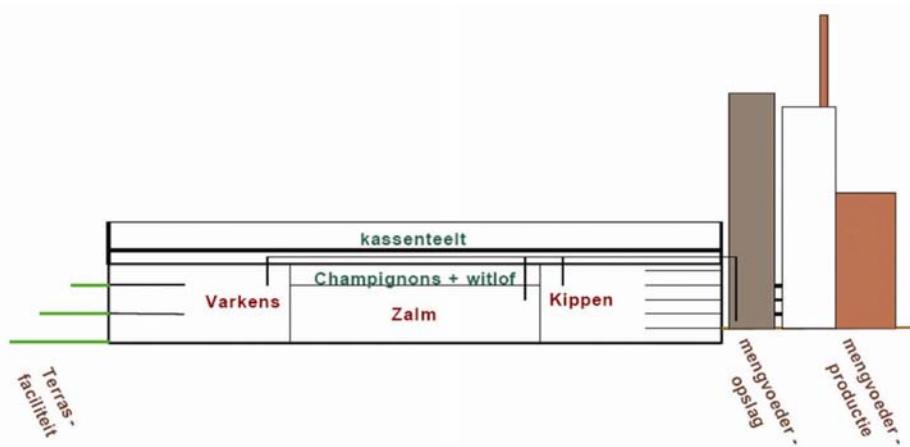 kassenteelt
Champignons + witlof
Varkens
Zalm
Kippen
Terras-
faciliteit
mengvoeder -
opslag
mengvoeder -
productie